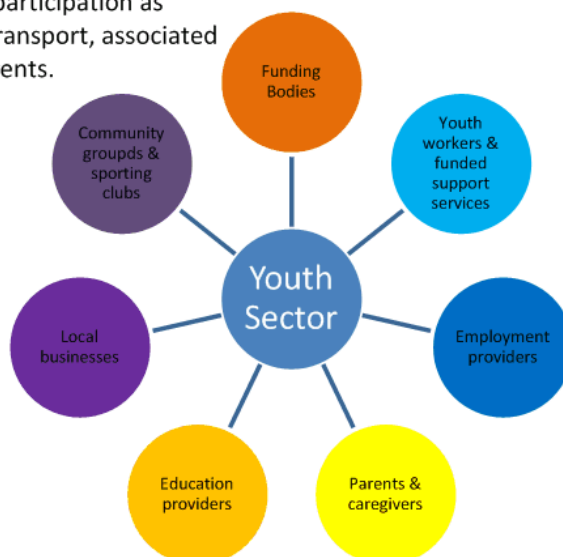 participation as
transport, associated
ents.
Funding
Bodies
Youth
workers &
funded
support
services
Employment
providers
Parents &
caregivers
Education
providers
Local
businesses
Community
groupds &
sporting
clubs
Youth
Sector